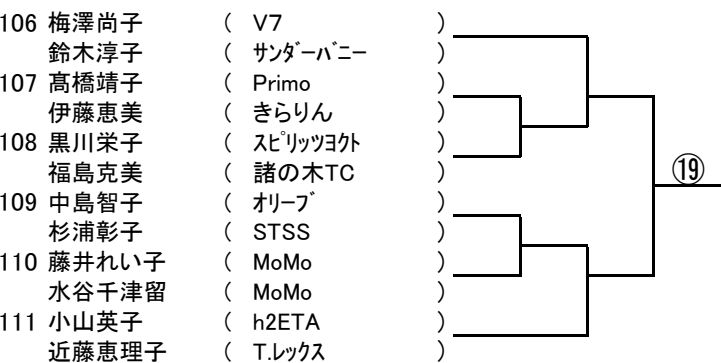 106 梅澤尚子 ( V7 )
鈴木淳子 ( ｻﾝﾀﾞｰﾊﾞﾆｰ )
107 髙橋靖子 ( Primo )
伊藤恵美 ( きらりん )
108 黒川栄子 ( ｽﾋﾟﾘｯﾂﾖｸﾄ )
福島克美 ( 諸の木TC )
⑲
109 中島智子 ( ｵﾘｰﾌﾞ )
杉浦彰子 ( STSS )
110 藤井れい子 ( MoMo )
水谷千津留 ( MoMo )
111 小山英子 ( h2ETA )
近藤恵理子 ( T.ﾚｯｸｽ )